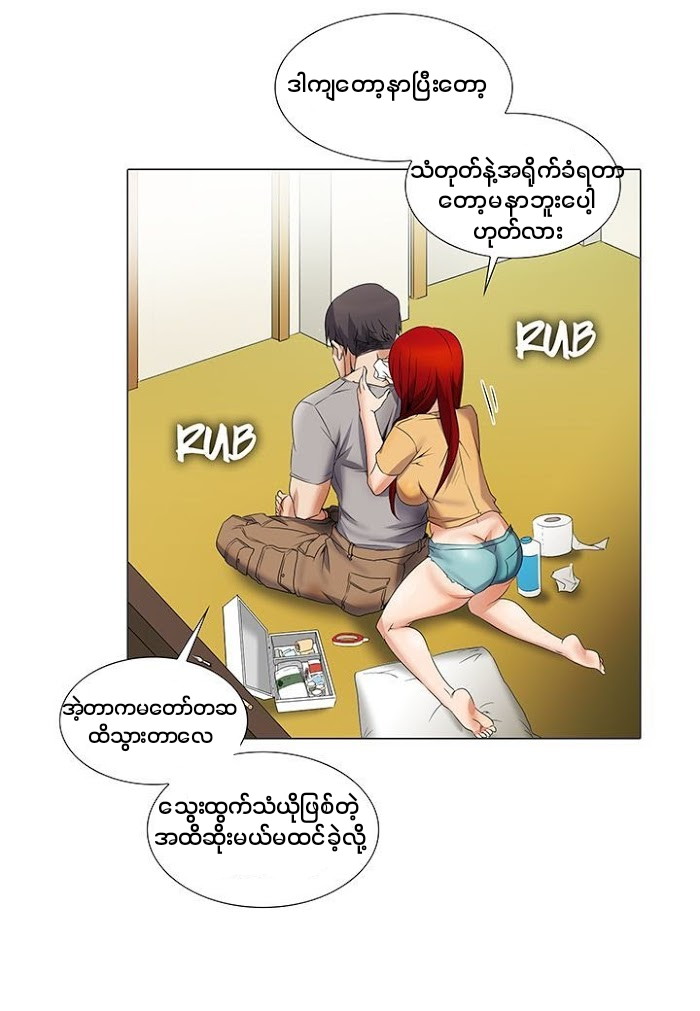 ဒါကျတော့နာပြီးတော့
သံတုတ်နဲ့အရိုက်ခံရတာ
တော့မနာဘူးပေါ့
ဟုတ်လား
RUB
RUB
အဲ့တာကမတော်တဆ
ထိသွားတာလေ
သွေးထွက်သံယိုဖြစ်တဲ့
အထိဆိုးမယ်မထင်ခဲ့လို့